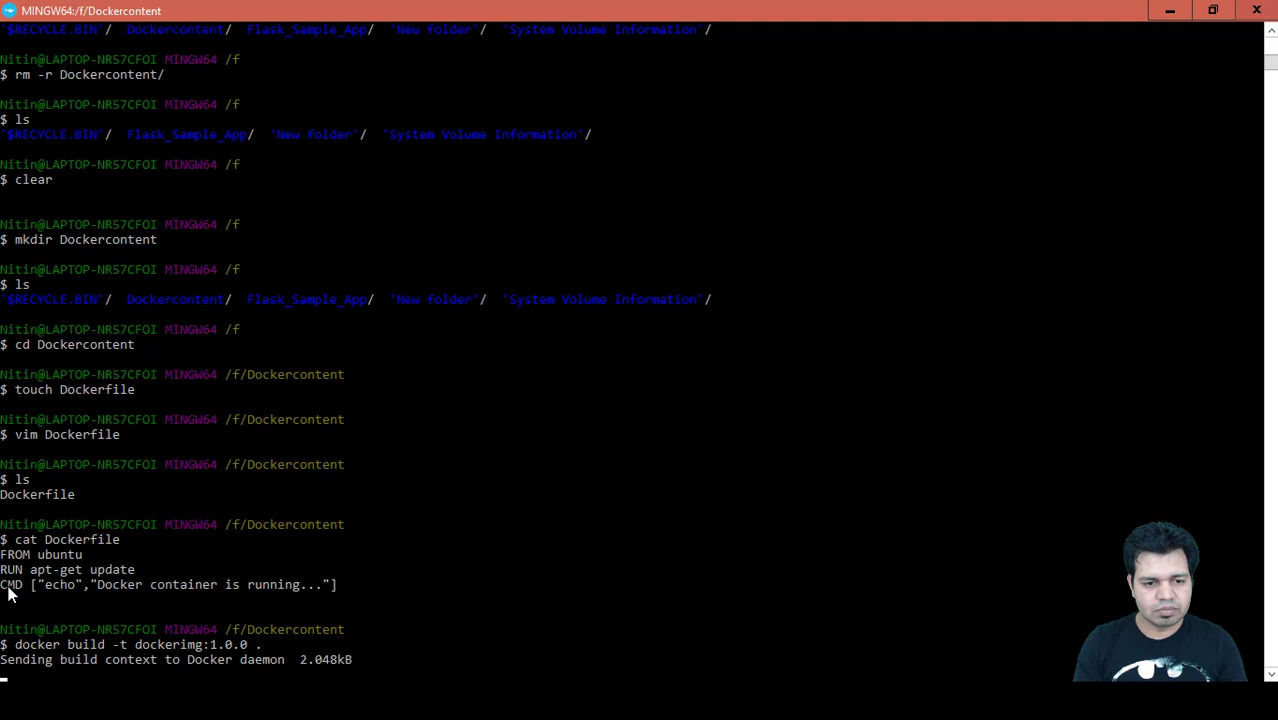 MINGW64:/f/Dockercontent
'$RECYCLE.BIN'/  Dockercontent/  Flask_Sample_App/  'New folder'/  'System Volume Information'/
Nitin@LAPTOP-NR57CFOI MINGW64 /f
$ rm -r Dockercontent/
Nitin@LAPTOP-NR57CFOI MINGW64 /f
$ ls
'$RECYCLE.BIN'/  Flask_Sample_App/  'New folder'/  'System Volume Information'/
Nitin@LAPTOP-NR57CFOI MINGW64 /f
$ clear
Nitin@LAPTOP-NR57CFOI MINGW64 /f
$ mkdir Dockercontent
Nitin@LAPTOP-NR57CFOI MINGW64 /f
$ ls
'$RECYCLE.BIN'/  Dockercontent/  Flask_Sample_App/  'New folder'/  'System Volume Information'/
Nitin@LAPTOP-NR57CFOI MINGW64 /f
$ cd Dockercontent
Nitin@LAPTOP-NR57CFOI MINGW64 /f/Dockercontent
$ touch Dockerfile
Nitin@LAPTOP-NR57CFOI MINGW64 /f/Dockercontent
$ vim Dockerfile
Nitin@LAPTOP-NR57CFOI MINGW64 /f/Dockercontent
$ ls
Dockerfile
Nitin@LAPTOP-NR57CFOI MINGW64 /f/Dockercontent
$ cat Dockerfile
FROM ubuntu
RUN apt-get update
CMD ["echo","Docker container is running..."]
Nitin@LAPTOP-NR57CFOI MINGW64 /f/Dockercontent
$ docker build -t dockerimg:1.0.0 .
Sending build context to Docker daemon  2.048kB